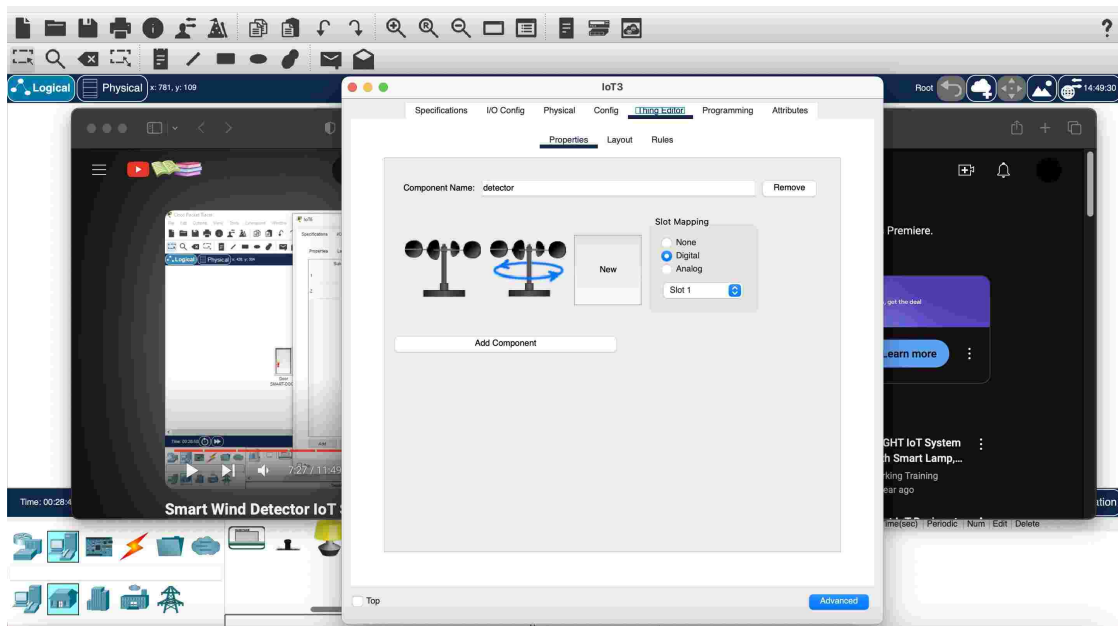 ?
Logical
Physical
x: 781, y: 109
IoT3
Root
14:49:30
Specifications
I/O Config
Physical
Config
Thing Editor
Programming
Attributes
Properties
Layout
Rules
Component Name:
detector
Remove
Slot Mapping
None
Digital
Analog
Slot 1
New
Add Component
Premiere.
, get the deal
Learn more
7:27 / 11:49
GHT IoT System
h Smart Lamp,...
rking Training
ear ago
Time: 00:28:4
Smart Wind Detector IoT
Periodic
Num
Edit
Delete
Top
Advanced